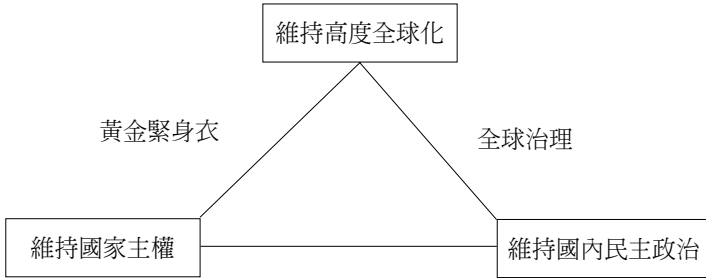 維持高度全球化
黃金緊身衣
全球治理
維持國家主權
維持國內民主政治